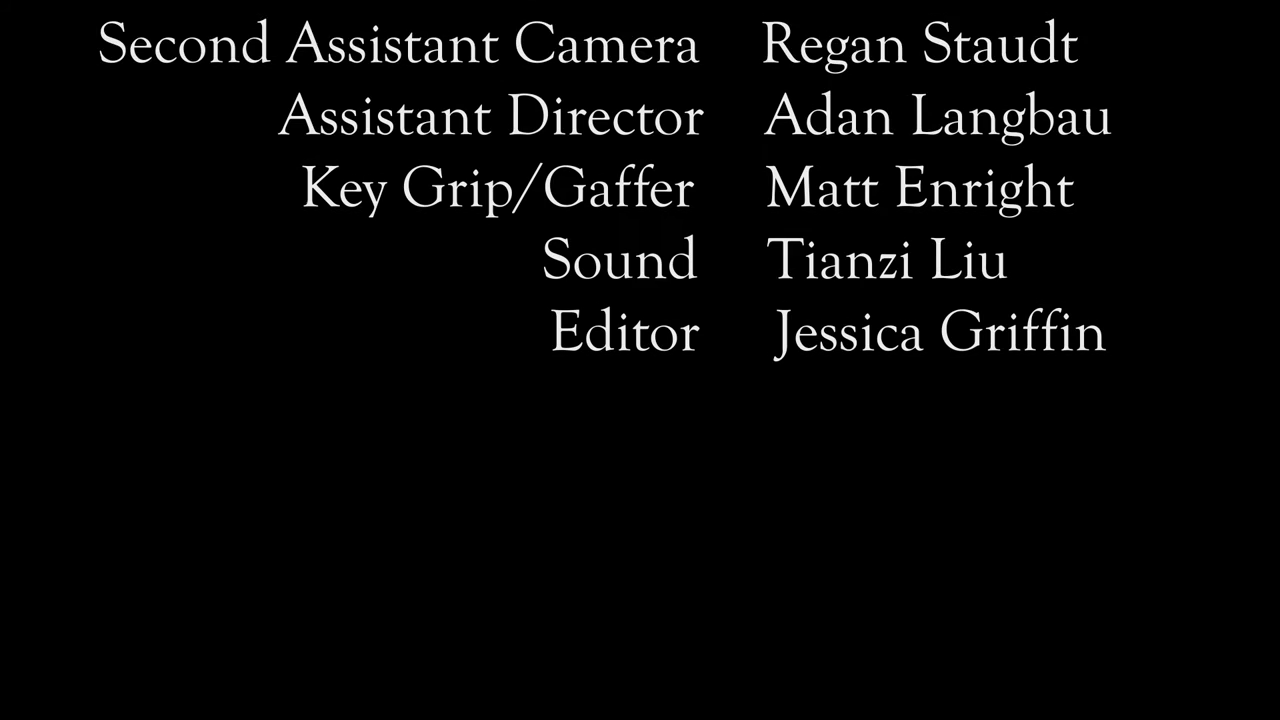 Second Assistant Camera Regan Staudt
Assistant Director Adan Langbau
Key Grip/Gaffer Matt Enright
Sound Tianzi Liu
Editor Jessica Griffin